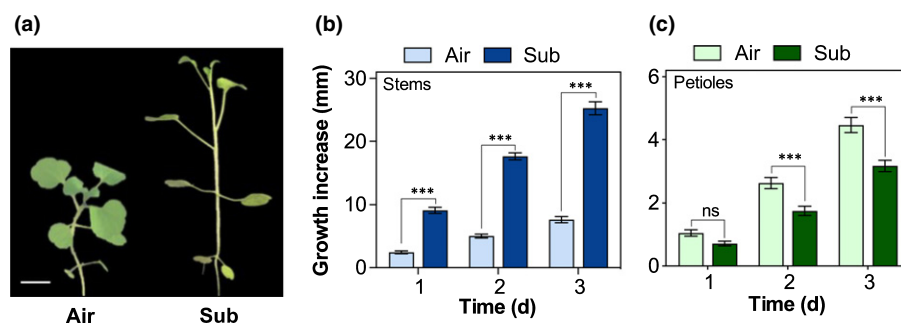 (a)
Air
Sub
(b)
Air Sub
Growth increase (mm)
30
20
10
0
Stems
***
***
***
1 2 3
Time (d)
(c)
Air Sub
6
4
2
0
Petioles
ns
***
***
1 2 3
Time (d)